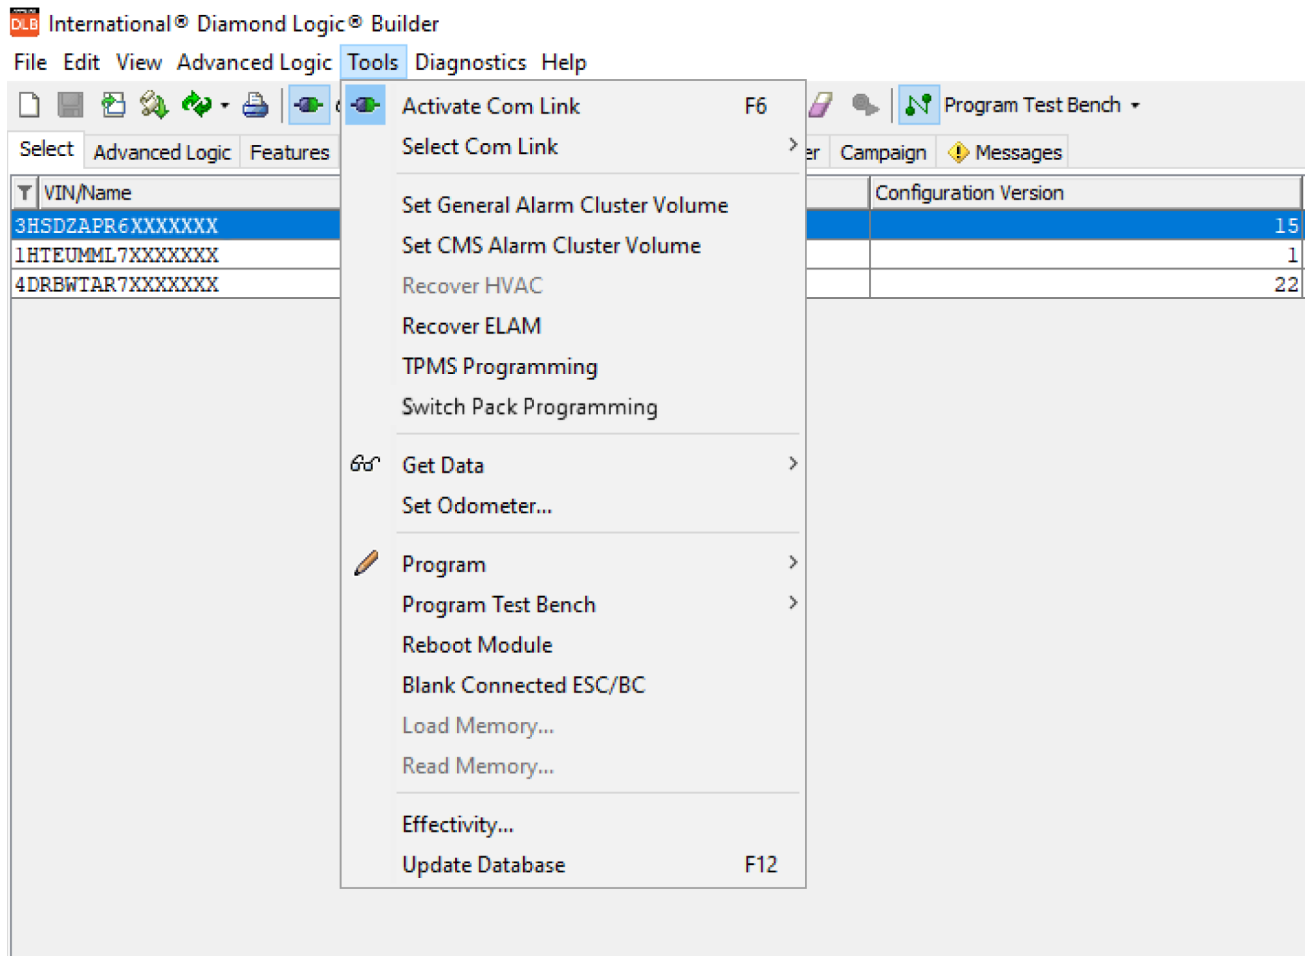 DLB International® Diamond Logic® Builder
File Edit View Advanced Logic Tools Diagnostics Help
Program Test Bench
Select Advanced Logic Features Campaign Messages
VIN/Name Configuration Version
3HSDZAPR6XXXXXXX 15
1HTEUMML7XXXXXXX 1
4DRBWTAR7XXXXXXX 22
Activate Com Link F6
Select Com Link
Set General Alarm Cluster Volume
Set CMS Alarm Cluster Volume
Recover HVAC
Recover ELAM
TPMS Programming
Switch Pack Programming
Get Data
Set Odometer...
Program
Program Test Bench
Reboot Module
Blank Connected ESC/BC
Load Memory...
Read Memory...
Effectivity...
Update Database F12